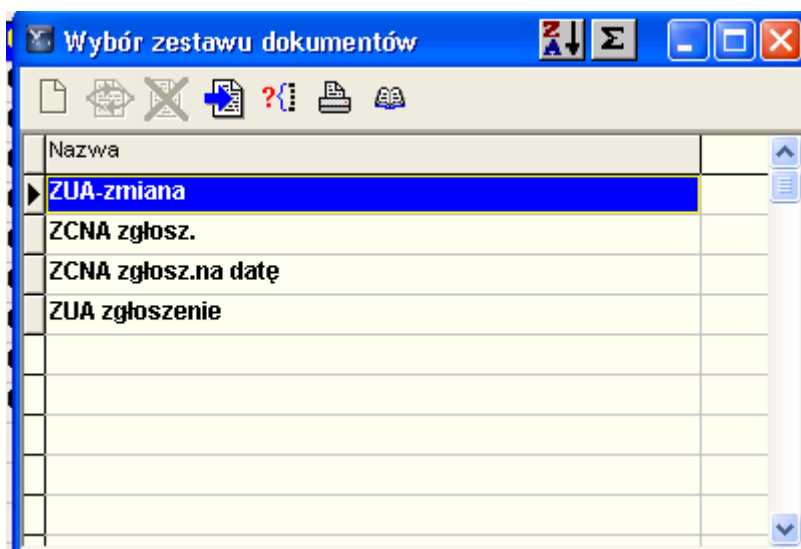 Wybór zestawu dokumentów
Z A Σ
?{
Nazwa
ZUA-zmiana
ZCNA zgłosz.
ZCNA zgłosz.na datę
ZUA zgłoszenie